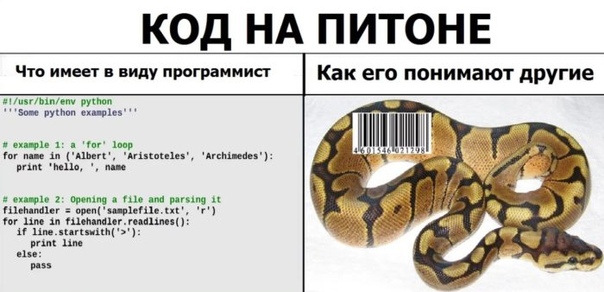 КОД НА ПИТОНЕ
Что имеет в виду программист
Как его понимают другие
#!/usr/bin/env python
'''Some python examples'''
# example 1: a 'for' loop
for name in ('Albert', 'Aristoteles', 'Archimedes'):
print 'hello, ', name
# example 2: Opening a file and parsing it
filehandler = open('samplefile.txt', 'r')
for line in filehandler.readlines():
if line.startswith('>'):
print line
else:
pass
4 601546 021298